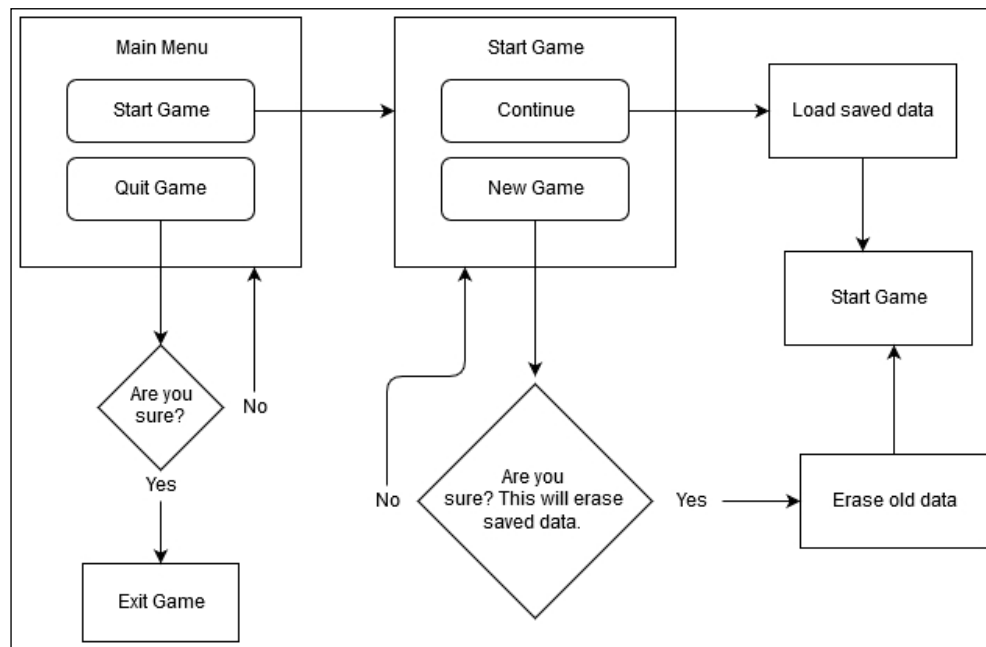 Main Menu
Start Game
Quit Game
Are you
sure?
No
Yes
Exit Game
Start Game
Continue
New Game
Are you
sure? This will erase
saved data.
No
Yes
Load saved data
Start Game
Erase old data